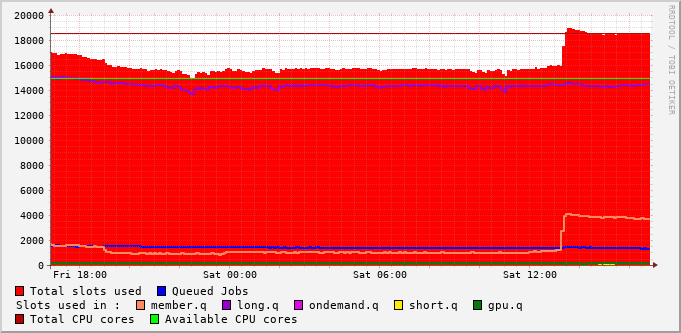 20000
18000
16000
14000
12000
10000
8000
6000
4000
2000
0
Fri 18:00 Sat 00:00 Sat 06:00 Sat 12:00
RRDTOOL / TOBI OETIKER
Total slots used Queued Jobs
Slots used in : member.q long.q ondemand.q short.q gpu.q
Total CPU cores Available CPU cores